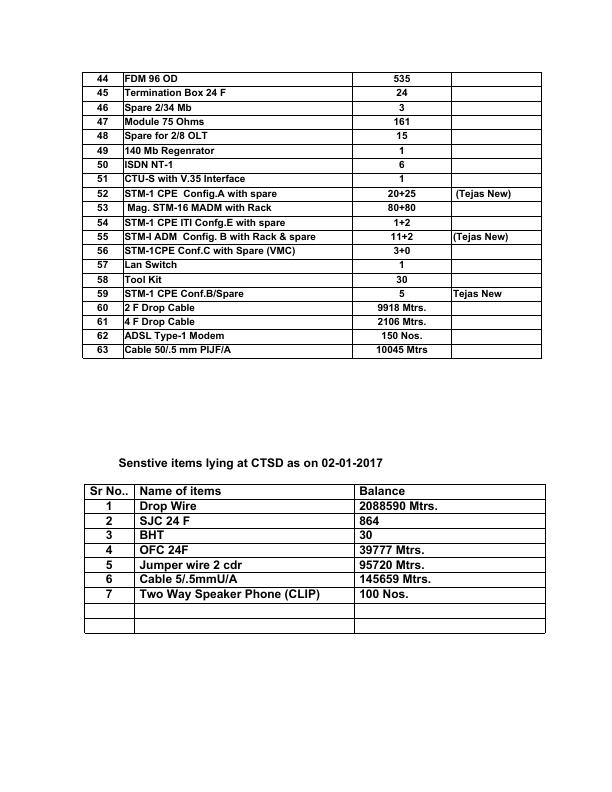 44 FDM 96 OD 535
45 Termination Box 24 F 24
46 Spare 2/34 Mb 3
47 Module 75 Ohms 161
48 Spare for 2/8 OLT 15
49 140 Mb Regenrator 1
50 ISDN NT-1 6
51 CTU-S with V.35 Interface 1
52 STM-1 CPE Config.A with spare 20+25 (Tejas New)
53 Mag. STM-16 MADM with Rack 80+80
54 STM-1 CPE ITI Confg.E with spare 1+2
55 STM-I ADM Config. B with Rack & spare 11+2 (Tejas New)
56 STM-1CPE Conf.C with Spare (VMC) 3+0
57 Lan Switch 1
58 Tool Kit 30
59 STM-1 CPE Conf.B/Spare 5 Tejas New
60 2 F Drop Cable 9918 Mtrs.
61 4 F Drop Cable 2106 Mtrs.
62 ADSL Type-1 Modem 150 Nos.
63 Cable 50/.5 mm PIJF/A 10045 Mtrs
Senstive items lying at CTSD as on 02-01-2017
Sr No.. Name of items Balance
1 Drop Wire 2088590 Mtrs.
2 SJC 24 F 864
3 BHT 30
4 OFC 24F 39777 Mtrs.
5 Jumper wire 2 cdr 95720 Mtrs.
6 Cable 5/.5mmU/A 145659 Mtrs.
7 Two Way Speaker Phone (CLIP) 100 Nos.